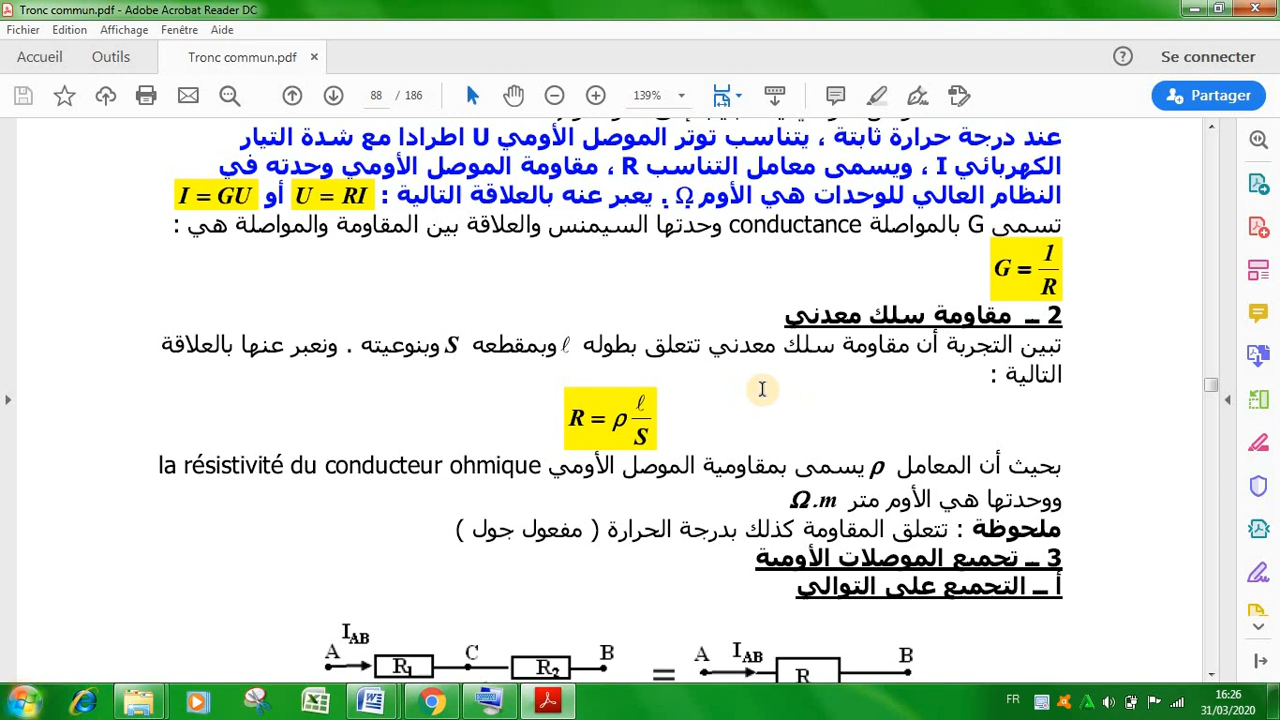 Tronc commun.pdf - Adobe Acrobat Reader DC
Fichier Edition Affichage Fenêtre Aide
Accueil Outils Tronc commun.pdf × Se connecter
88 / 186 139% Partager
عند درجة حرارة ثابتة ، يتناسب توتر الموصل الأومي U اطرادا مع شدة التيار
الكهربائي I ، ويسمى معامل التناسب R ، مقاومة الموصل الأومي وحدته في
النظام العالي للوحدات هي الأوم Ω . يعبر عنه بالعلاقة التالية : U = RI أو I = GU
تسمى G بالمواصلة conductance وحدتها السيمنس والعلاقة بين المقاومة والمواصلة هي :
G = 1/R
2 ــ مقاومة سلك معدني
تبين التجربة أن مقاومة سلك معدني تتعلق بطوله ℓ وبمقطعه S وبنوعيته . ونعبر عنها بالعلاقة
التالية :
R = ρ ℓ/S
بحيث أن المعامل ρ يسمى بمقاومية الموصل الأومي la résistivité du conducteur ohmique
ووحدتها هي الأوم متر Ω.m
ملحوظة : تتعلق المقاومة كذلك بدرجة الحرارة ( مفعول جول )
3 ــ تجميع الموصلات الأومية
أ ــ التجميع على التوالي
I_AB
A R₁ C R₂ B = A I_AB R B
FR 16:26
31/03/2020